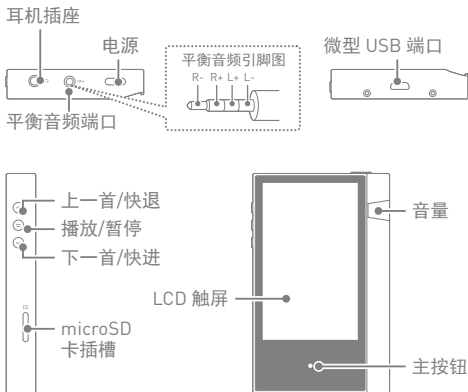 耳机插座
电源
平衡音频引脚图
R- R+ L+ L-
微型 USB 端口
平衡音频端口
上一首/快退
播放/暂停
下一首/快进
音量
LCD 触屏
microSD
卡插槽
主按钮